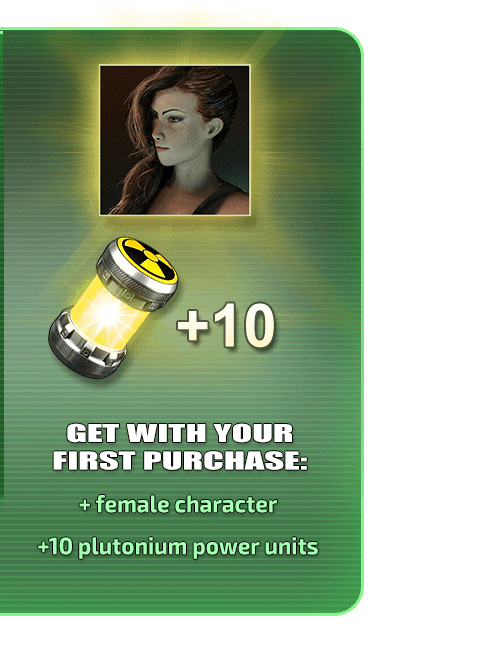 +10
GET WITH YOUR
FIRST PURCHASE:
+ female character
+10 plutonium power units